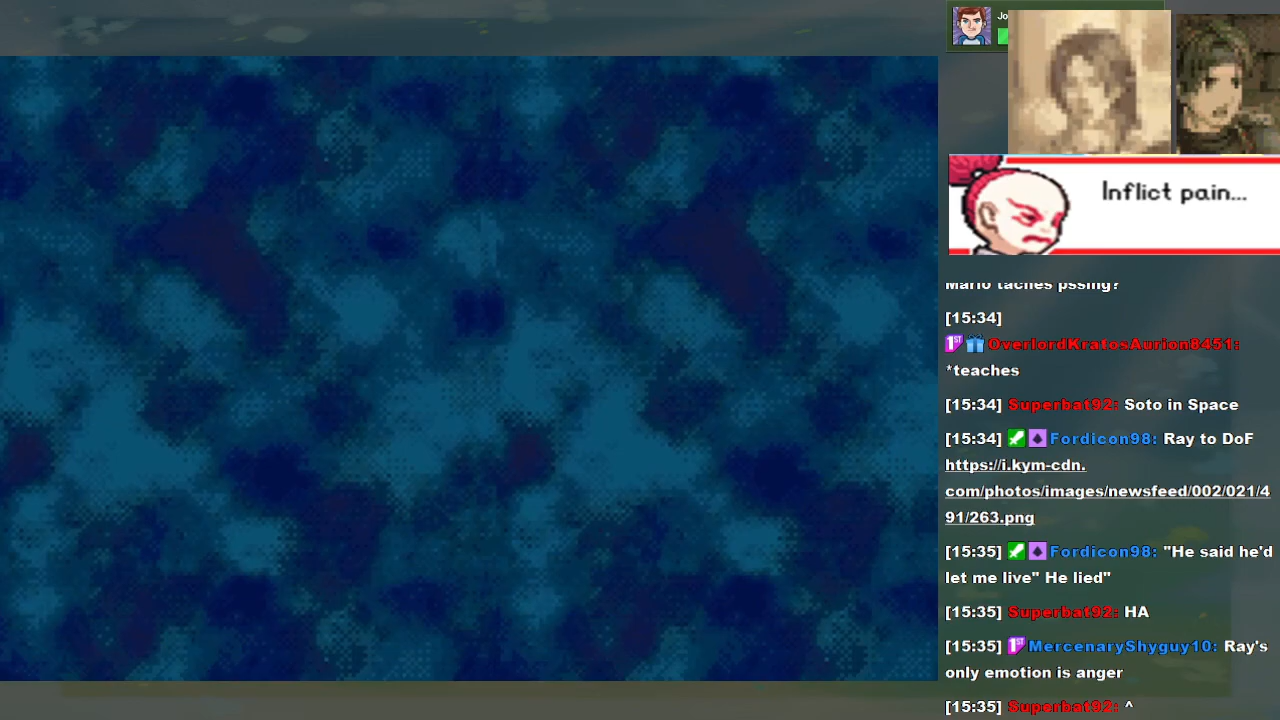 Jo
Inflict pain...
Mario taches pssing?
[15:34]
OverlordKratosAurion8451:
*teaches
[15:34] Superbat92: Soto in Space
[15:34] Fordicon98: Ray to DoF
https://i.kym-cdn.
com/photos/images/newsfeed/002/021/4
91/263.png
[15:35] Fordicon98: "He said he'd
let me live" He lied"
[15:35] Superbat92: HA
[15:35] 1ST MercenaryShyguy10: Ray's
only emotion is anger
[15:35] Superbat92: ^